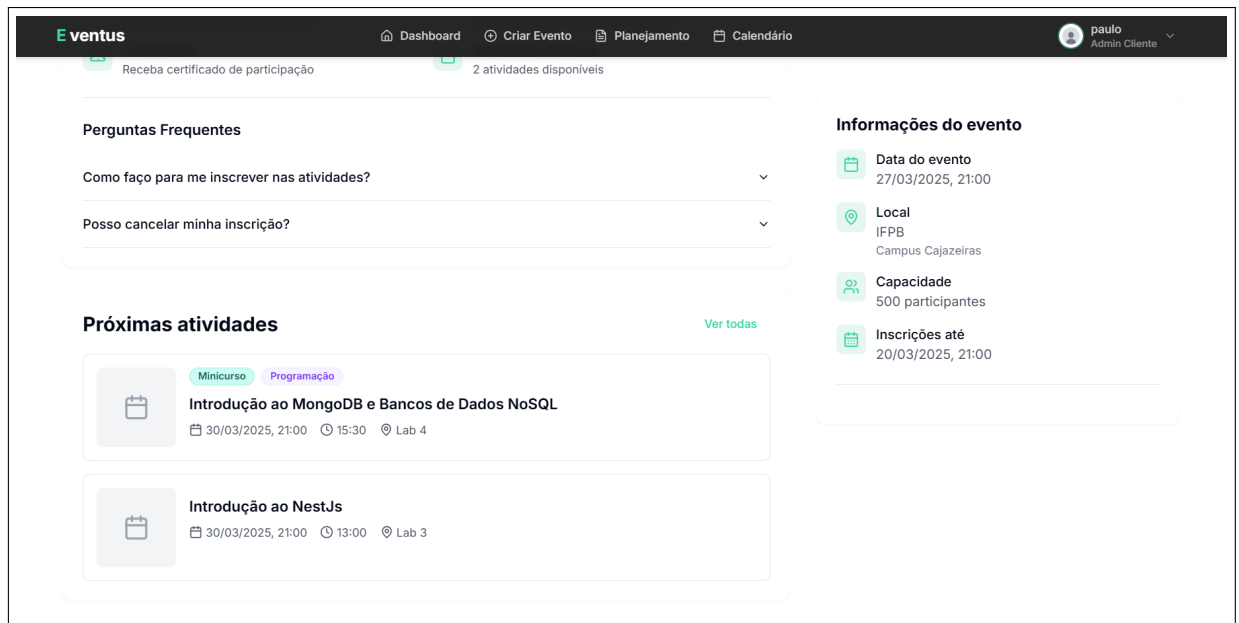 E ventus
Dashboard
Criar Evento
Planejamento
Calendário
paulo
Admin Cliente
Receba certificado de participação
2 atividades disponíveis
Perguntas Frequentes
Como faço para me inscrever nas atividades?
Posso cancelar minha inscrição?
Próximas atividades
Ver todas
Minicurso
Programação
Introdução ao MongoDB e Bancos de Dados NoSQL
30/03/2025, 21:00 15:30 Lab 4
Introdução ao NestJs
30/03/2025, 21:00 13:00 Lab 3
Informações do evento
Data do evento
27/03/2025, 21:00
Local
IFPB
Campus Cajazeiras
Capacidade
500 participantes
Inscrições até
20/03/2025, 21:00